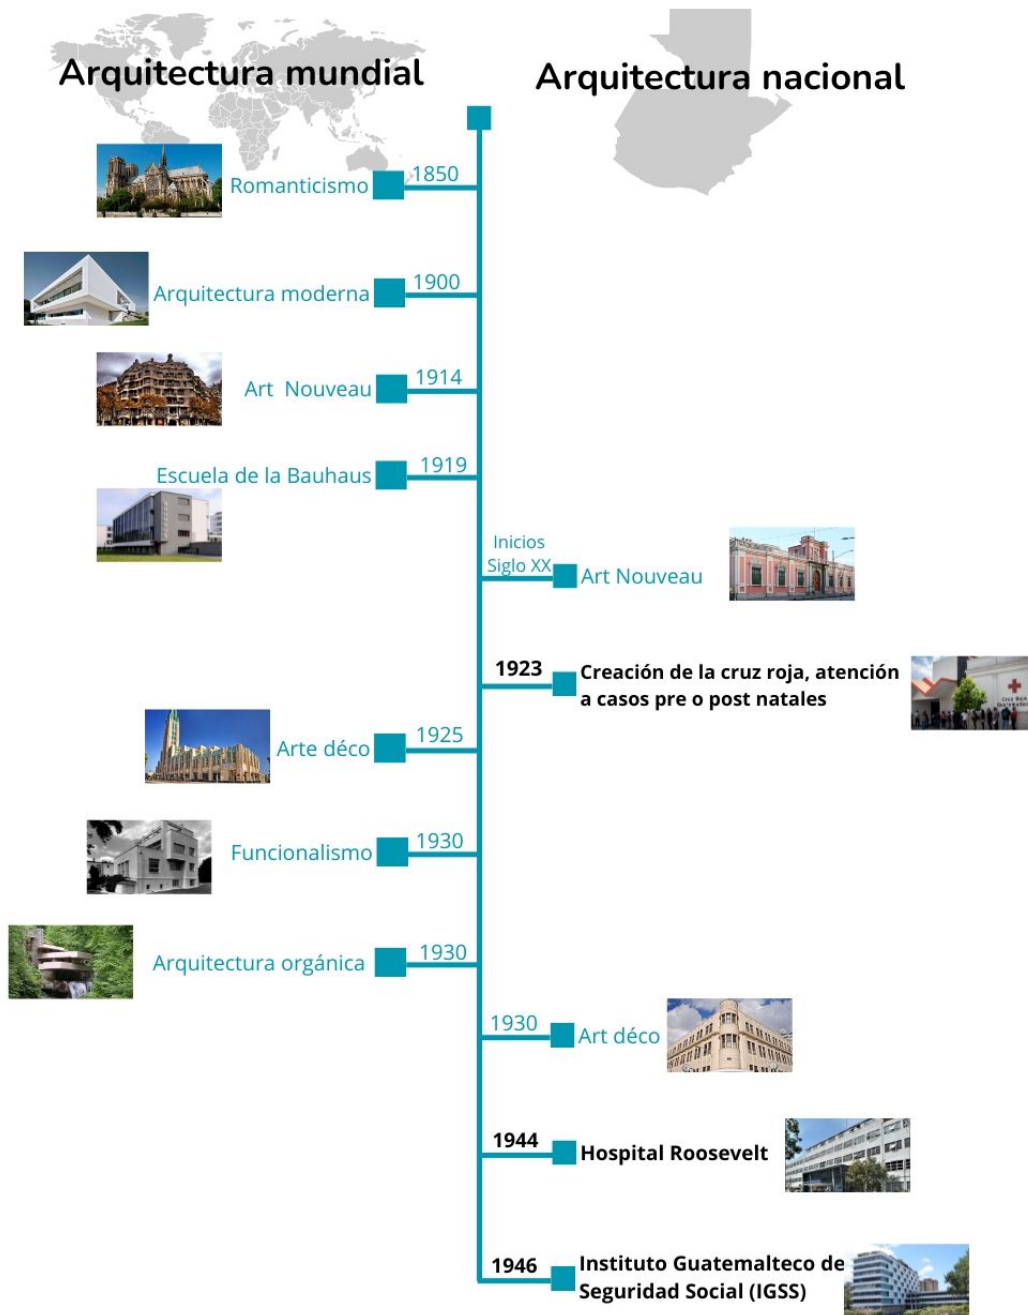 Arquitectura mundial
Arquitectura nacional
1850
Romanticismo
1900
Arquitectura moderna
1914
Art Nouveau
1919
Escuela de la Bauhaus
Inicios
Siglo XX
Art Nouveau
1923
Creación de la cruz roja, atención
a casos pre o post natales
1925
Arte déco
1930
Funcionalismo
1930
Arquitectura orgánica
1930
Art déco
1944
Hospital Roosevelt
1946
Instituto Guatemalteco de
Seguridad Social (IGSS)